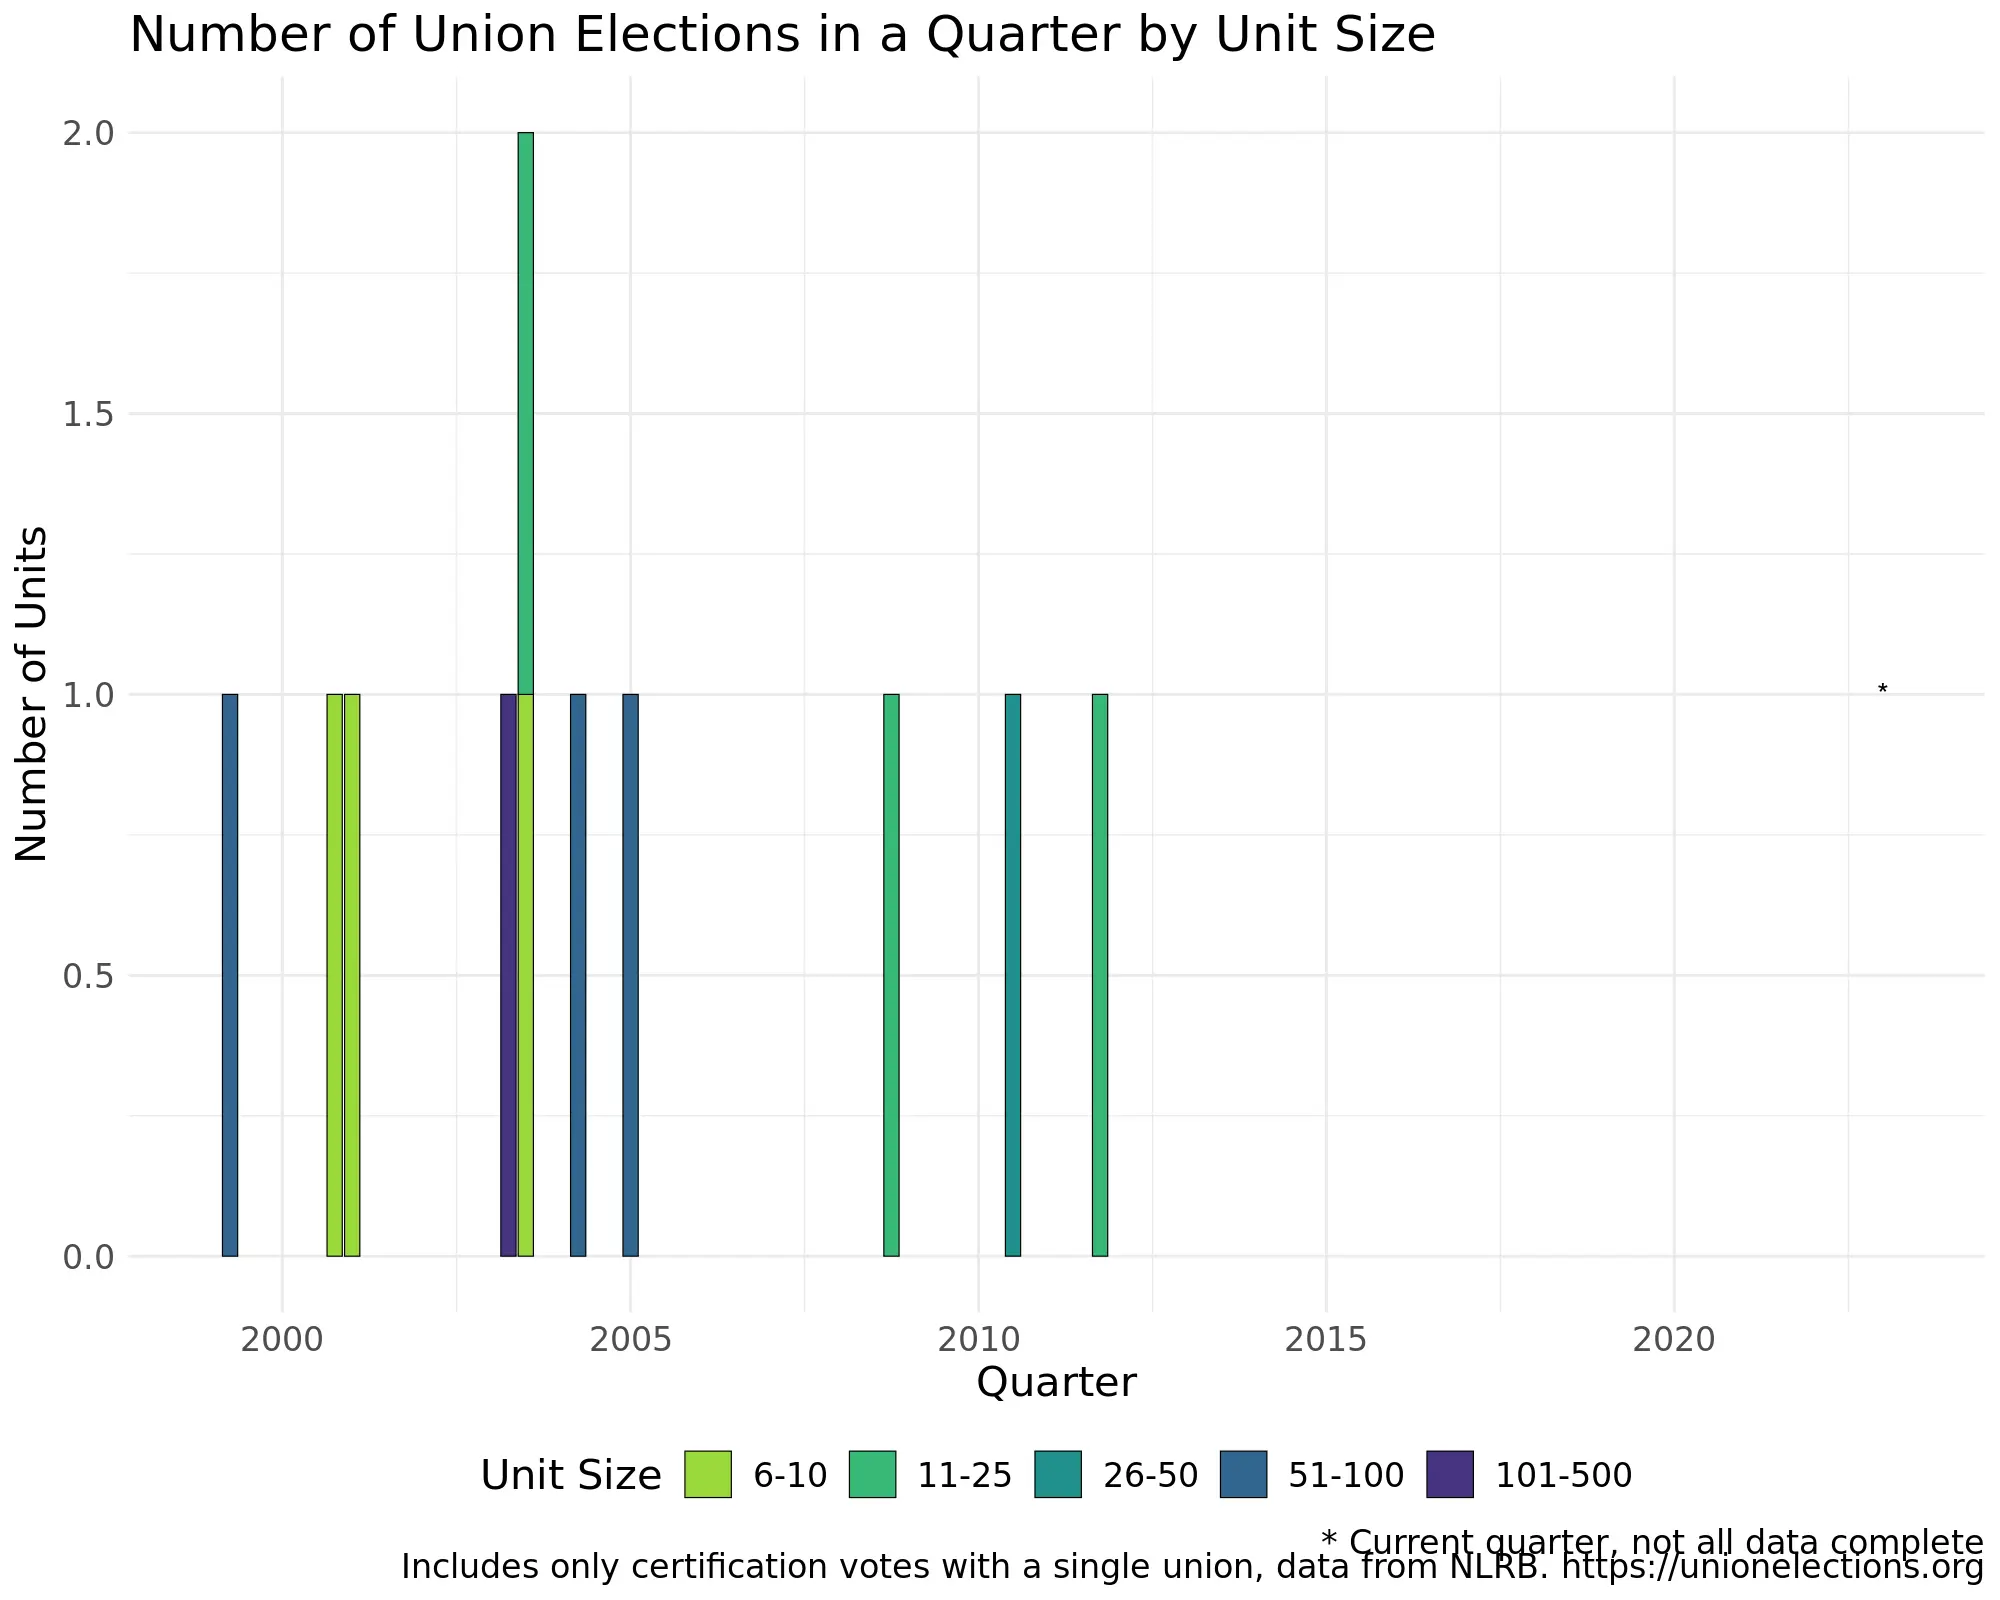 Number of Union Elections in a Quarter by Unit Size
2.0
1.5
1.0
0.5
0.0
Number of Units
*
2000 2005 2010 2015 2020
Quarter
Unit Size 6-10 11-25 26-50 51-100 101-500
* Current quarter, not all data complete
Includes only certification votes with a single union, data from NLRB. https://unionelections.org